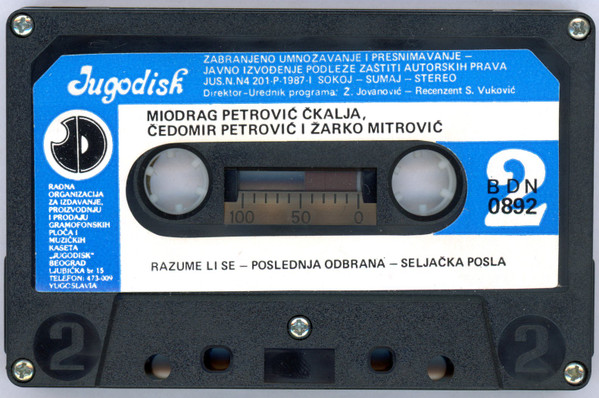 Jugodisk
ZABRANJENO UMNOŽAVANJE I PRESNIMAVANJE –
JAVNO IZVOĐENJE PODLEŽE ZAŠTITI AUTORSKIH PRAVA
JUS.N.N4 201-P-1987-I SOKOJ – SUMAJ – STEREO
Direktor-Urednik programa: Ž. Jovanović – Recenzent S. Vuković
MIODRAG PETROVIĆ ČKALJA,
ČEDOMIR PETROVIĆ I ŽARKO MITROVIĆ
RADNA
ORGANIZACIJA
ZA IZDAVANJE,
PROIZVODNJU
I PRODAJU
GRAMOFONSKIH
PLOČA I
MUZIČKIH
KASETA
„JUGODISK"
BEOGRAD
LJUBIČKA br 15
TELEFON: 473-009
YUGOSLAVIA
100 50 0
2
BDN
0892
RAZUME LI SE – POSLEDNJA ODBRANA – SELJAČKA POSLA
2
2